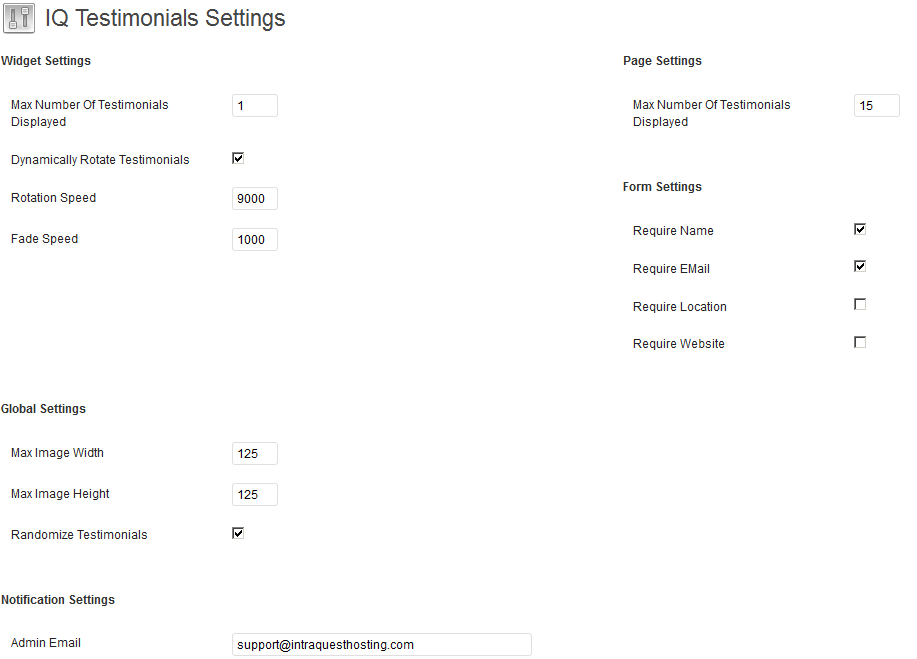 IQ Testimonials Settings
Widget Settings
Max Number Of Testimonials
Displayed
1
Dynamically Rotate Testimonials
Rotation Speed
9000
Fade Speed
1000
Page Settings
Max Number Of Testimonials
Displayed
15
Form Settings
Require Name
Require EMail
Require Location
Require Website
Global Settings
Max Image Width
125
Max Image Height
125
Randomize Testimonials
Notification Settings
Admin Email
support@intraquesthosting.com